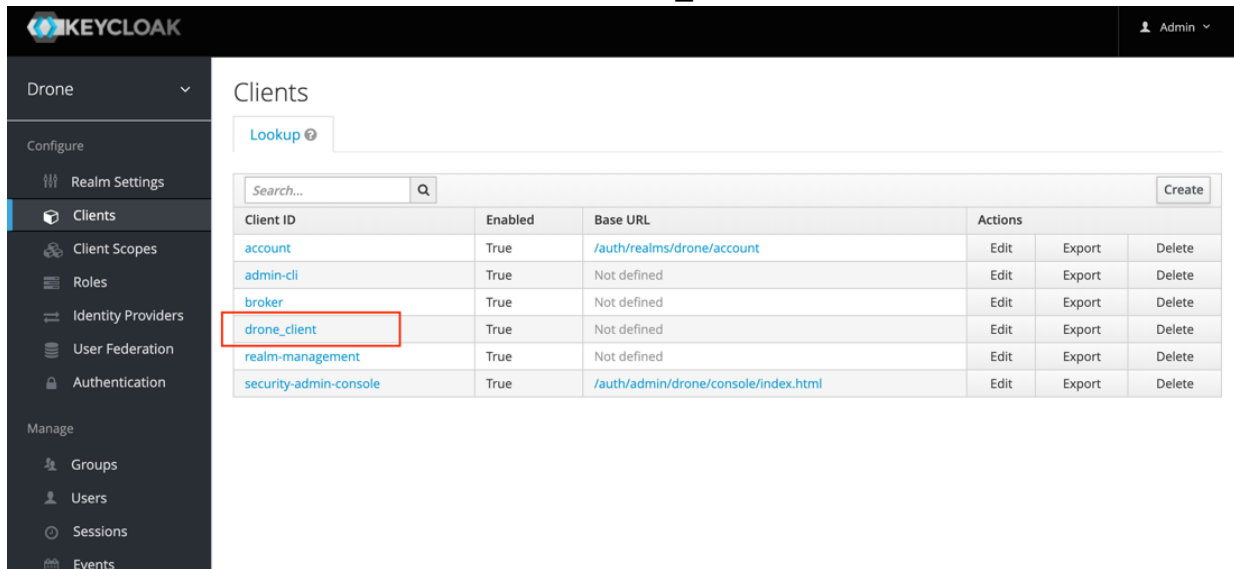 KEYCLOAK
Admin
Drone
Configure
Realm Settings
Clients
Client Scopes
Roles
Identity Providers
User Federation
Authentication
Manage
Groups
Users
Sessions
Events
Clients
Lookup
Search...
Create
Client ID Enabled Base URL Actions
account True /auth/realms/drone/account Edit Export Delete
admin-cli True Not defined Edit Export Delete
broker True Not defined Edit Export Delete
drone_client True Not defined Edit Export Delete
realm-management True Not defined Edit Export Delete
security-admin-console True /auth/admin/drone/console/index.html Edit Export Delete